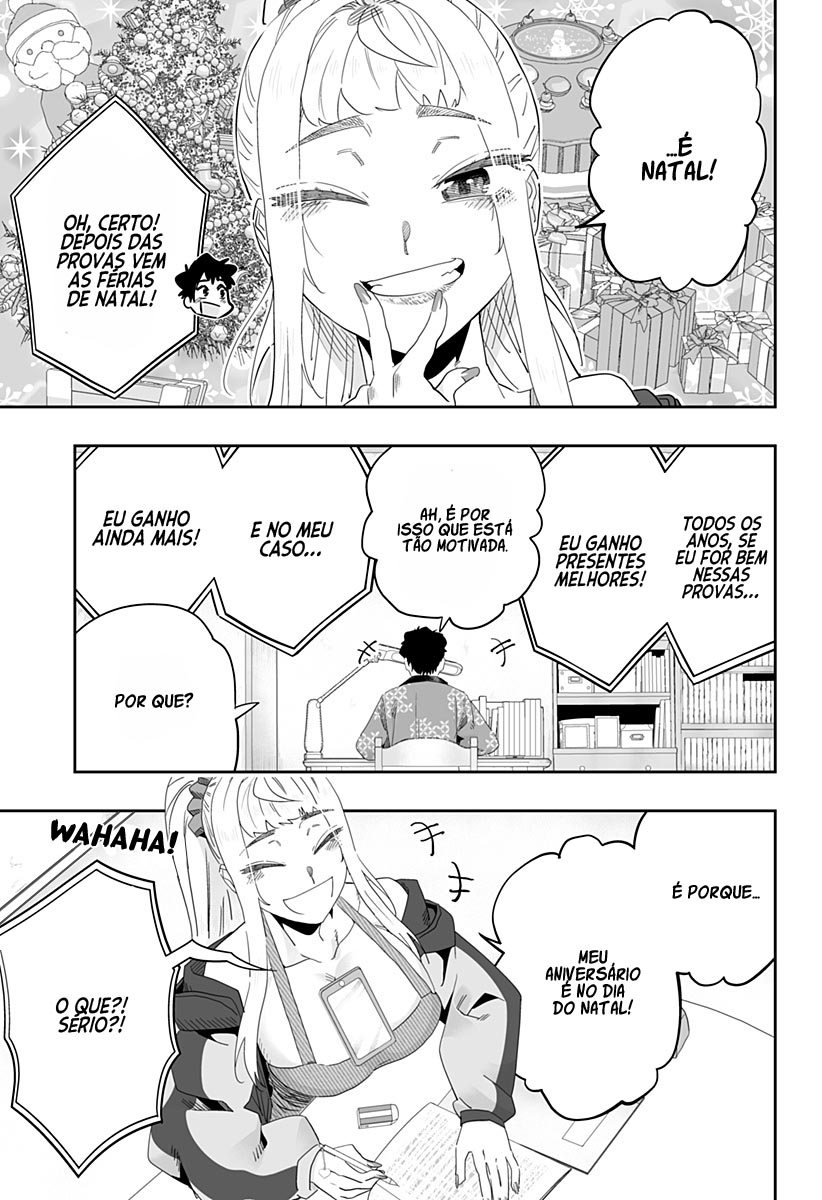 ...É
NATAL!
OH, CERTO!
DEPOIS DAS
PROVAS VEM
AS FÉRIAS
DE NATAL!
TODOS OS
ANOS, SE
EU FOR BEM
NESSAS
PROVAS...
EU GANHO
PRESENTES
MELHORES!
AH, É POR
ISSO QUE ESTÁ
TÃO MOTIVADA.
E NO MEU
CASO...
EU GANHO
AINDA MAIS!
POR QUE?
É PORQUE...
MEU
ANIVERSÁRIO
É NO DIA
DO NATAL!
WAHAHA!
O QUE?!
SÉRIO?!